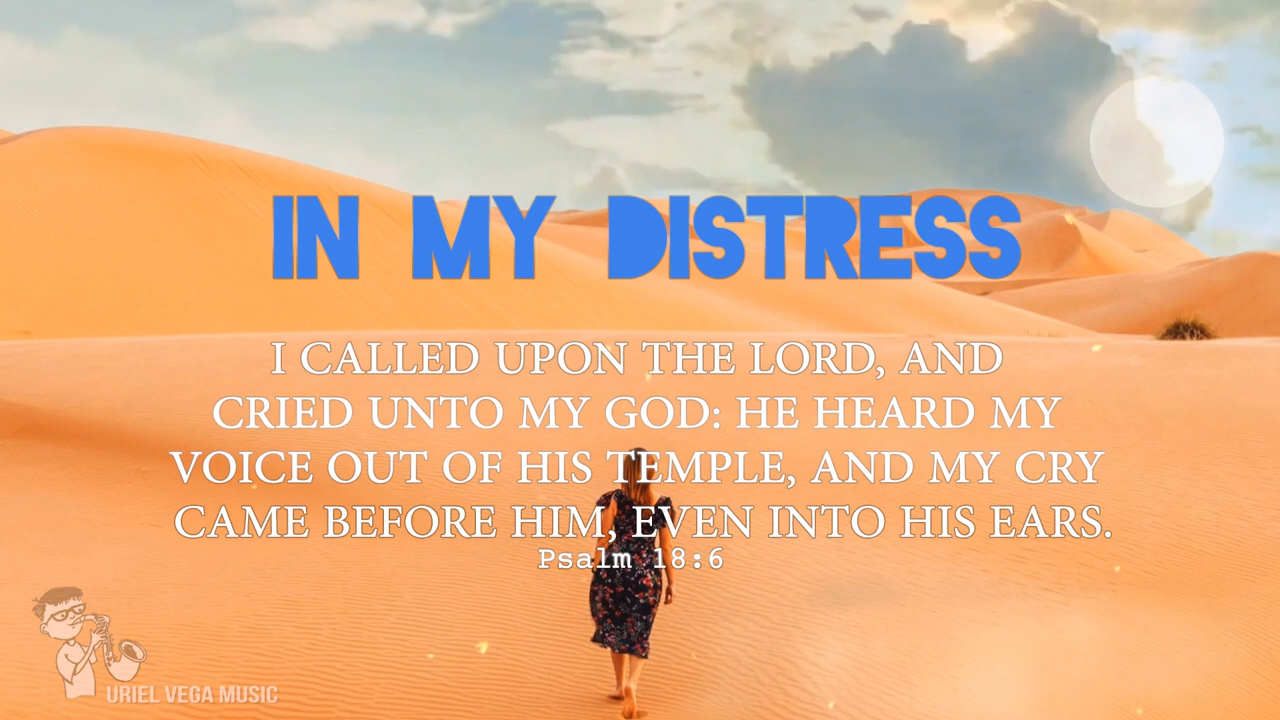 IN MY DISTRESS
I CALLED UPON THE LORD, AND
CRIED UNTO MY GOD: HE HEARD MY
VOICE OUT OF HIS TEMPLE, AND MY CRY
CAME BEFORE HIM, EVEN INTO HIS EARS.
Psalm 18:6
URIEL VEGA MUSIC